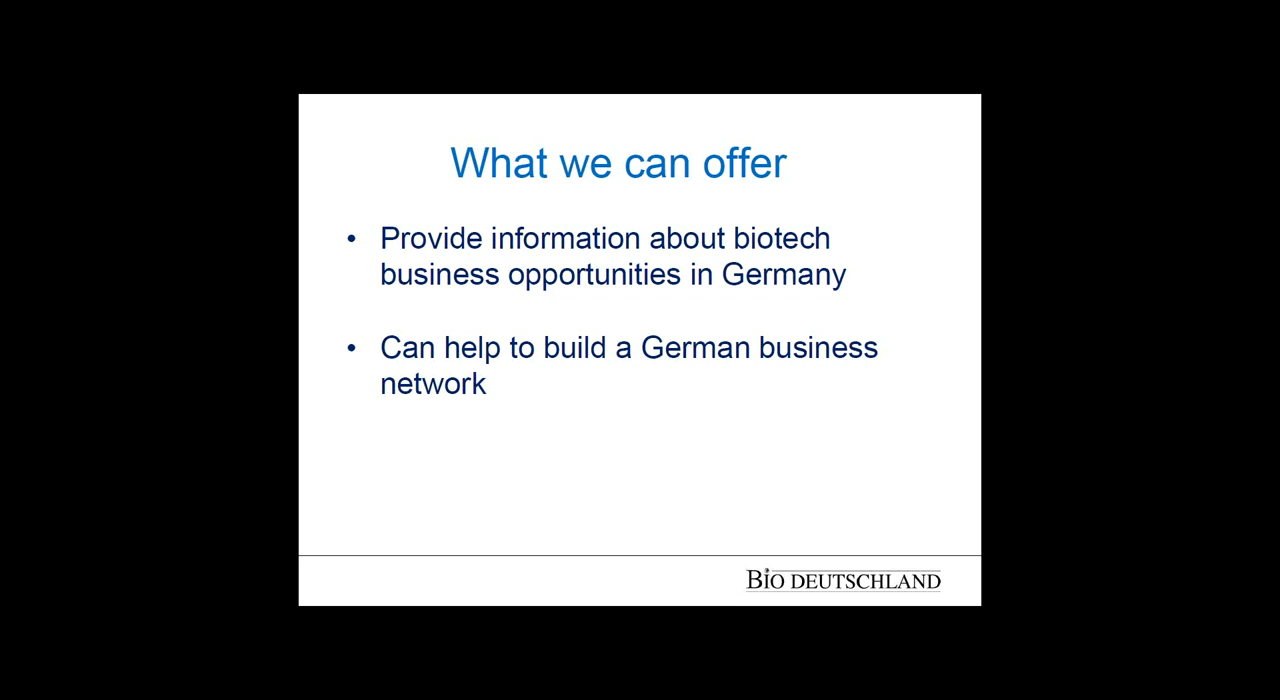 What we can offer
• Provide information about biotech
business opportunities in Germany
• Can help to build a German business
network
BIO DEUTSCHLAND